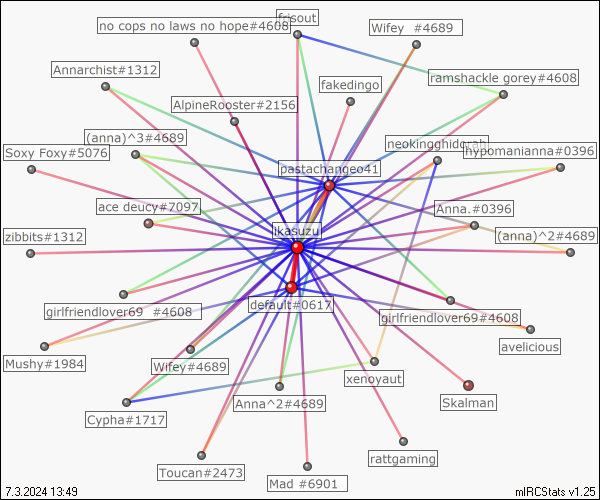 frisout
no cops no laws no hope#4608
Wifey  #4689
Annarchist#1312
ramshackle gorey#4608
fakedingo
AlpineRooster#2156
(anna)^3#4689
neokingghidorah
Soxy Foxy#5076
hypomanianna#0396
pastachangeo41
ace deucy#7097
Anna.#0396
ikasuzu
zibbits#1312
(anna)^2#4689
default#0617
girlfriendlover69  #4608
girlfriendlover69#4608
avelicious
Mushy#1984
Wifey#4689
xenoyaut
Anna^2#4689
Skalman
Cypha#1717
rattgaming
Toucan#2473
Mad #6901
7.3.2024 13:49
mIRCStats v1.25